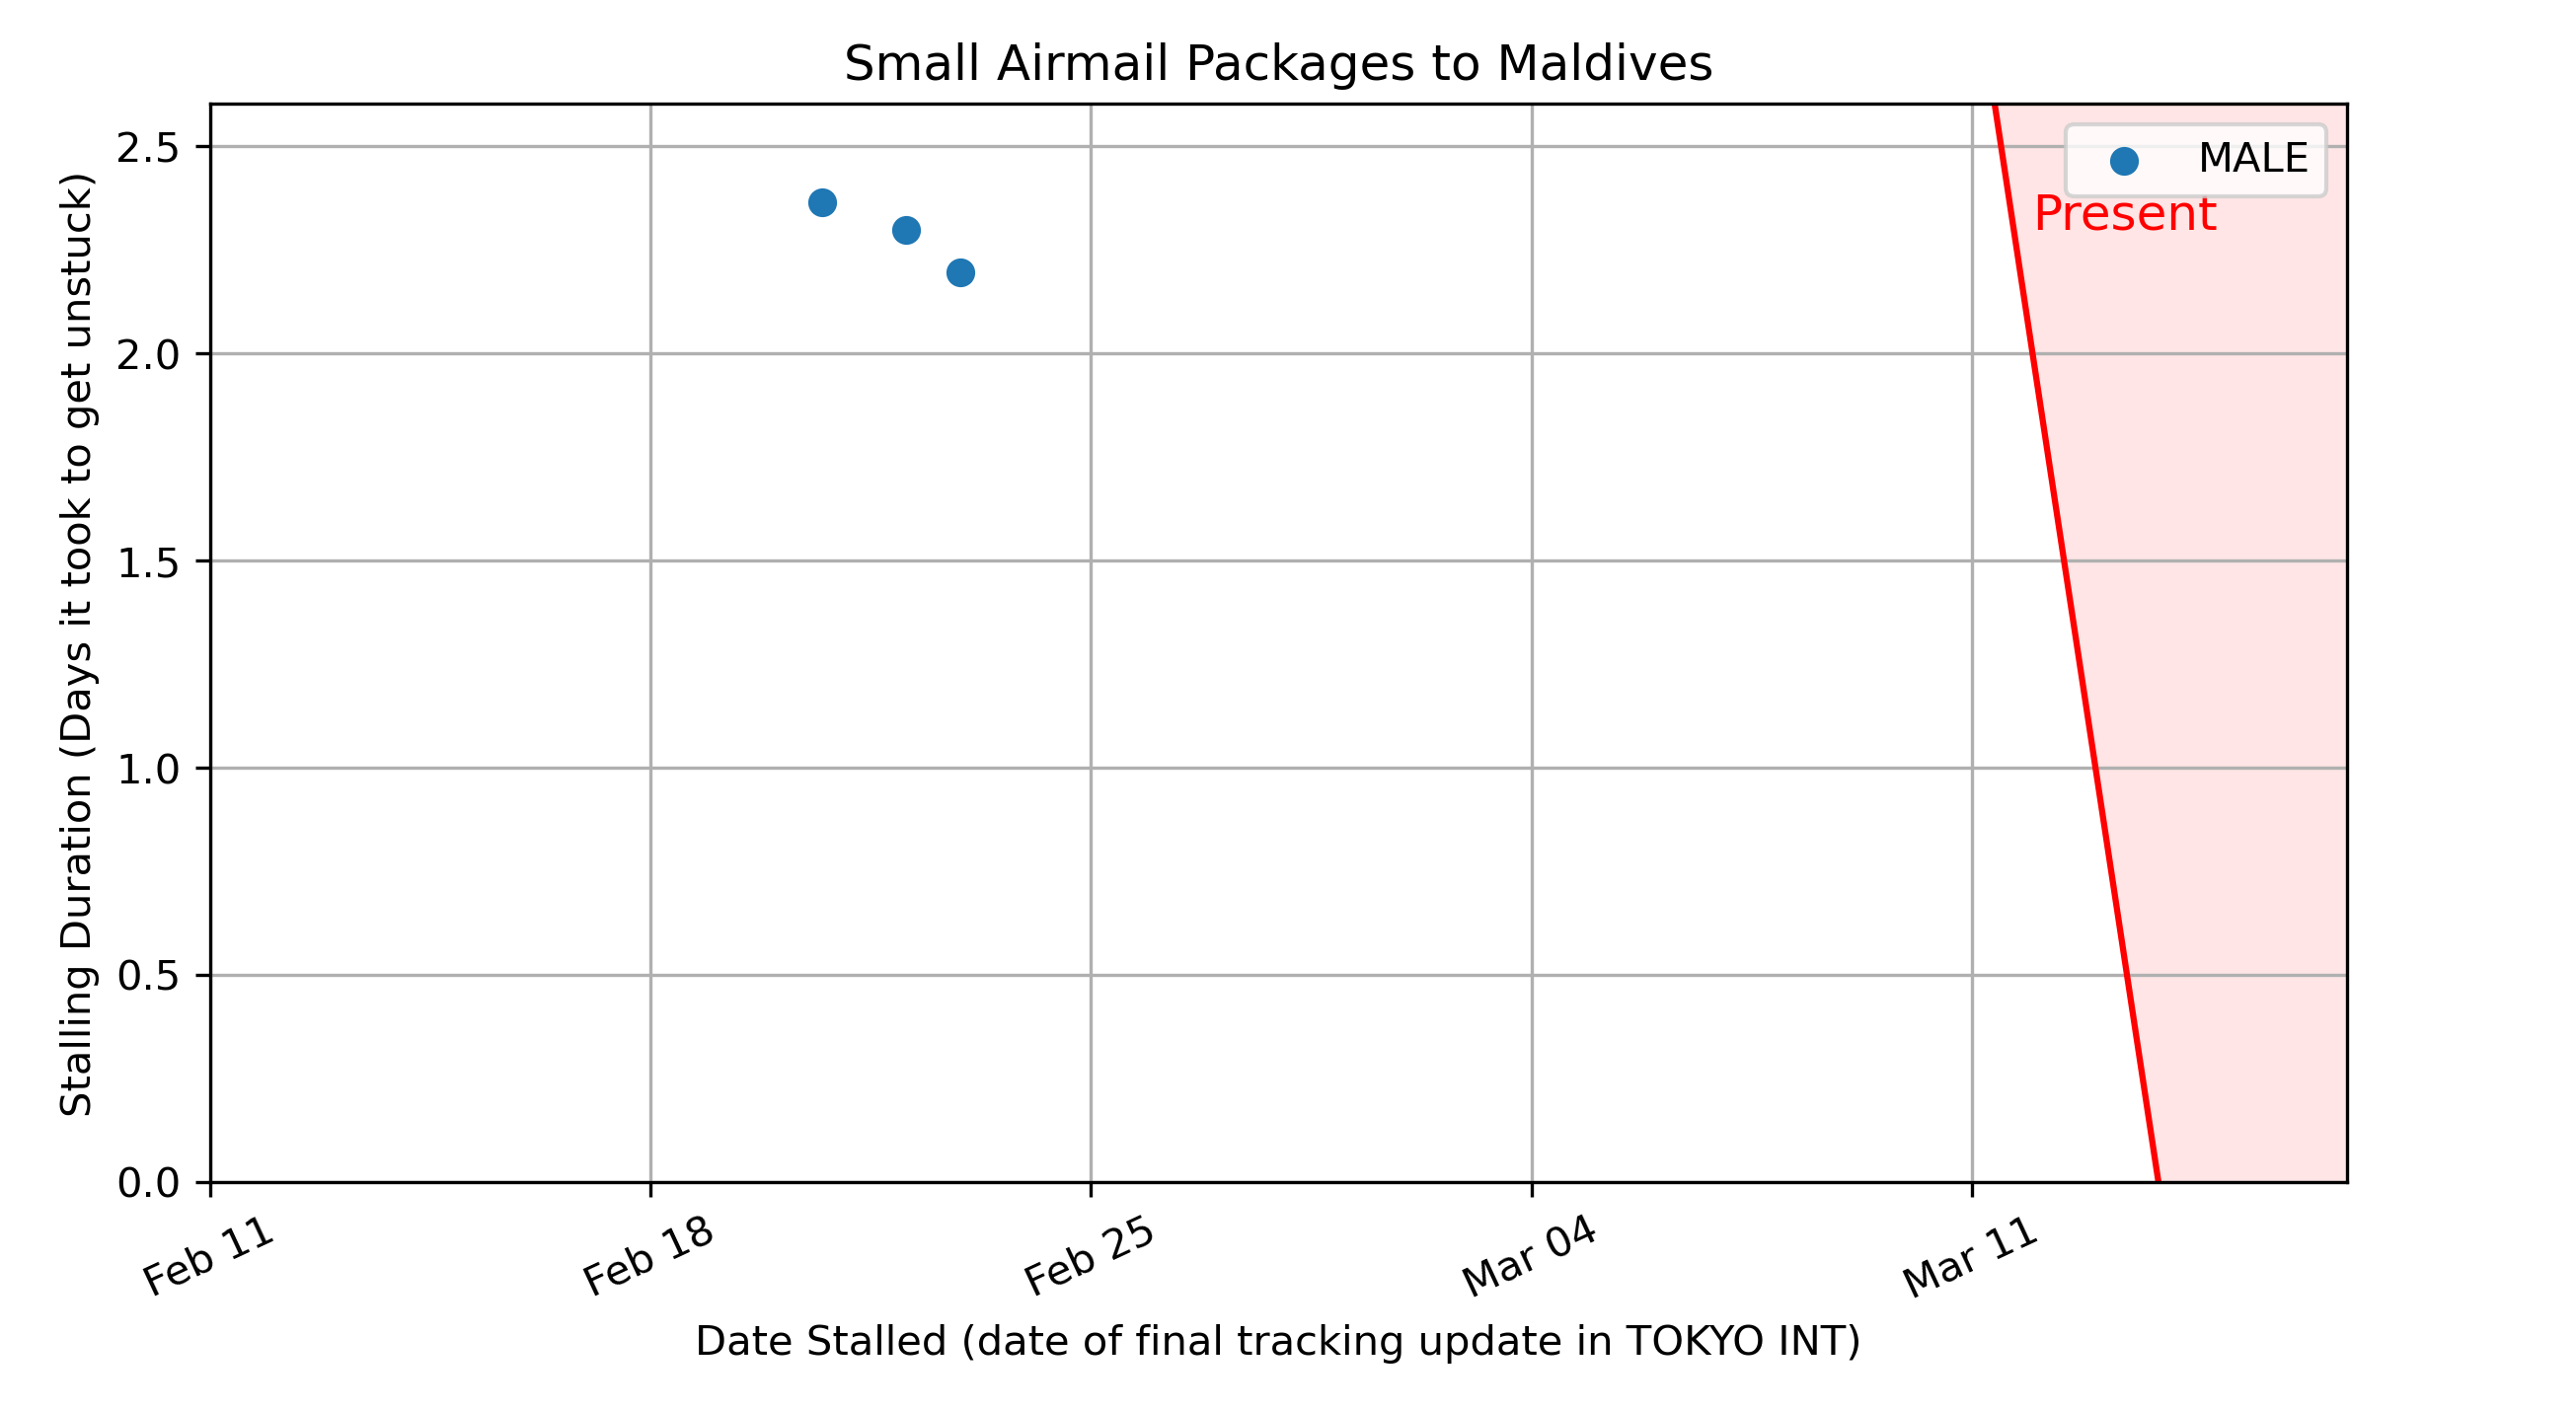 Small Airmail Packages to Maldives
Stalling Duration (Days it took to get unstuck)
2.5
2.0
1.5
1.0
0.5
0.0
MALE
Present
Feb 11
Feb 18
Feb 25
Mar 04
Mar 11
Date Stalled (date of final tracking update in TOKYO INT)